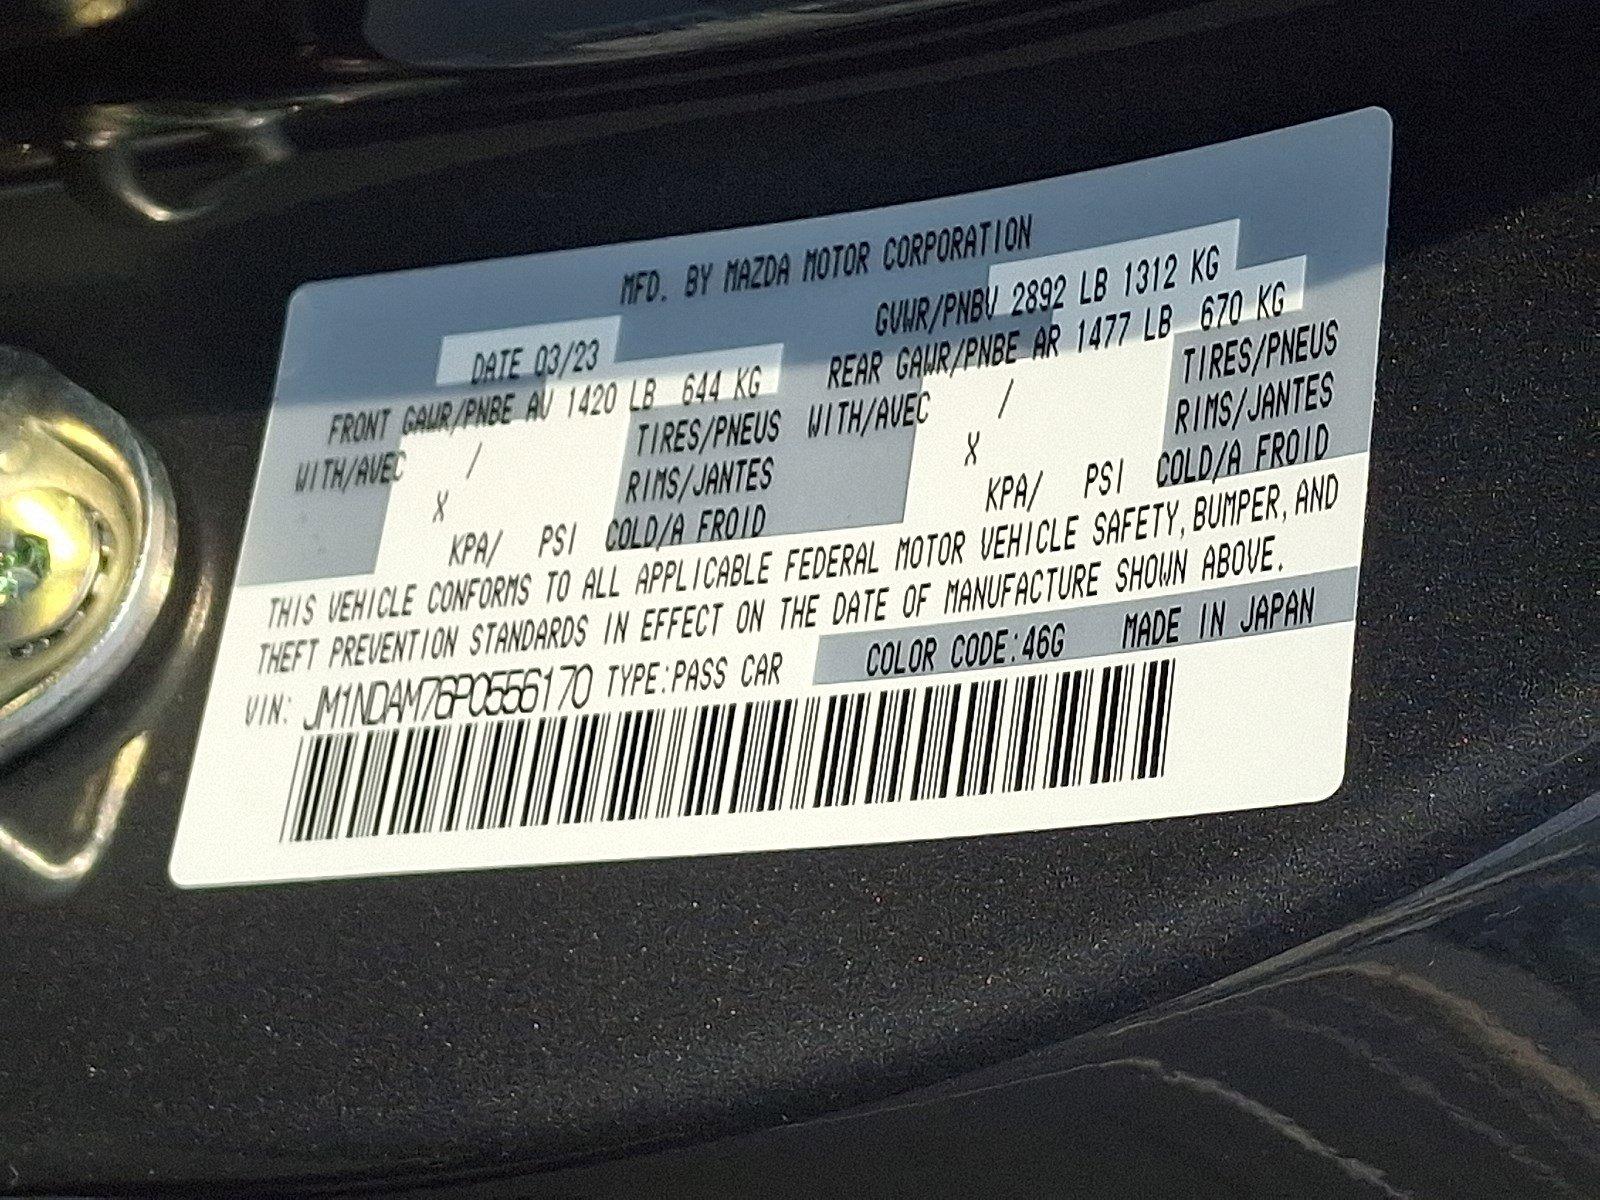 MFD. BY MAZDA MOTOR CORPORATION
DATE 03/23
GVWR/PNBV 2892 LB 1312 KG
FRONT GAWR/PNBE AV 1420 LB 644 KG
REAR GAWR/PNBE AR 1477 LB 670 KG
WITH/AVEC / TIRES/PNEUS
WITH/AVEC / TIRES/PNEUS
X RIMS/JANTES
X RIMS/JANTES
KPA/ PSI COLD/A FROID
KPA/ PSI COLD/A FROID
THIS VEHICLE CONFORMS TO ALL APPLICABLE FEDERAL MOTOR VEHICLE SAFETY, BUMPER, AND
THEFT PREVENTION STANDARDS IN EFFECT ON THE DATE OF MANUFACTURE SHOWN ABOVE.
VIN: JM1NDAM76P0556170 TYPE:PASS CAR COLOR CODE:46G MADE IN JAPAN